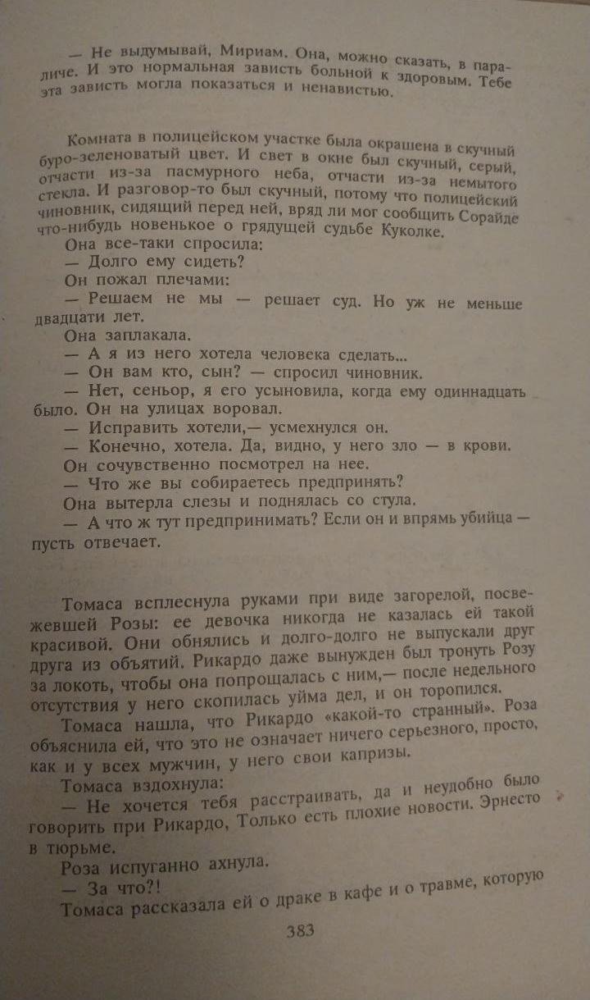 — Не выдумывай, Мириам. Она, можно сказать, в пара-
личе. И это нормальная зависть больной к здоровым. Тебе
эта зависть могла показаться и ненавистью.
Комната в полицейском участке была окрашена в скучный
буро-зеленоватый цвет. И свет в окне был скучный, серый,
отчасти из-за пасмурного неба, отчасти из-за немытого
стекла. И разговор-то был скучный, потому что полицейский
чиновник, сидящий перед ней, вряд ли мог сообщить Сорайде
что-нибудь новенькое о грядущей судьбе Куколке.
Она все-таки спросила:
— Долго ему сидеть?
Он пожал плечами:
— Решаем не мы — решает суд. Но уж не меньше
двадцати лет.
Она заплакала.
— А я из него хотела человека сделать...
— Он вам кто, сын? — спросил чиновник.
— Нет, сеньор, я его усыновила, когда ему одиннадцать
было. Он на улицах воровал.
— Исправить хотели,— усмехнулся он.
— Конечно, хотела. Да, видно, у него зло — в крови.
Он сочувственно посмотрел на нее.
— Что же вы собираетесь предпринять?
Она вытерла слезы и поднялась со стула.
— А что ж тут предпринимать? Если он и впрямь убийца —
пусть отвечает.
Томаса всплеснула руками при виде загорелой, посве-
жевшей Розы: ее девочка никогда не казалась ей такой
красивой. Они обнялись и долго-долго не выпускали друг
друга из объятий. Рикардо даже вынужден был тронуть Розу
за локоть, чтобы она попрощалась с ним,— после недельного
отсутствия у него скопилась уйма дел, и он торопился.
Томаса нашла, что Рикардо «какой-то странный». Роза
объяснила ей, что это не означает ничего серьезного, просто,
как и у всех мужчин, у него свои капризы.
Томаса вздохнула:
— Не хочется тебя расстраивать, да и неудобно было
говорить при Рикардо, Только есть плохие новости. Эрнесто
в тюрьме.
Роза испуганно ахнула.
— За что?!
Томаса рассказала ей о драке в кафе и о травме, которую
383